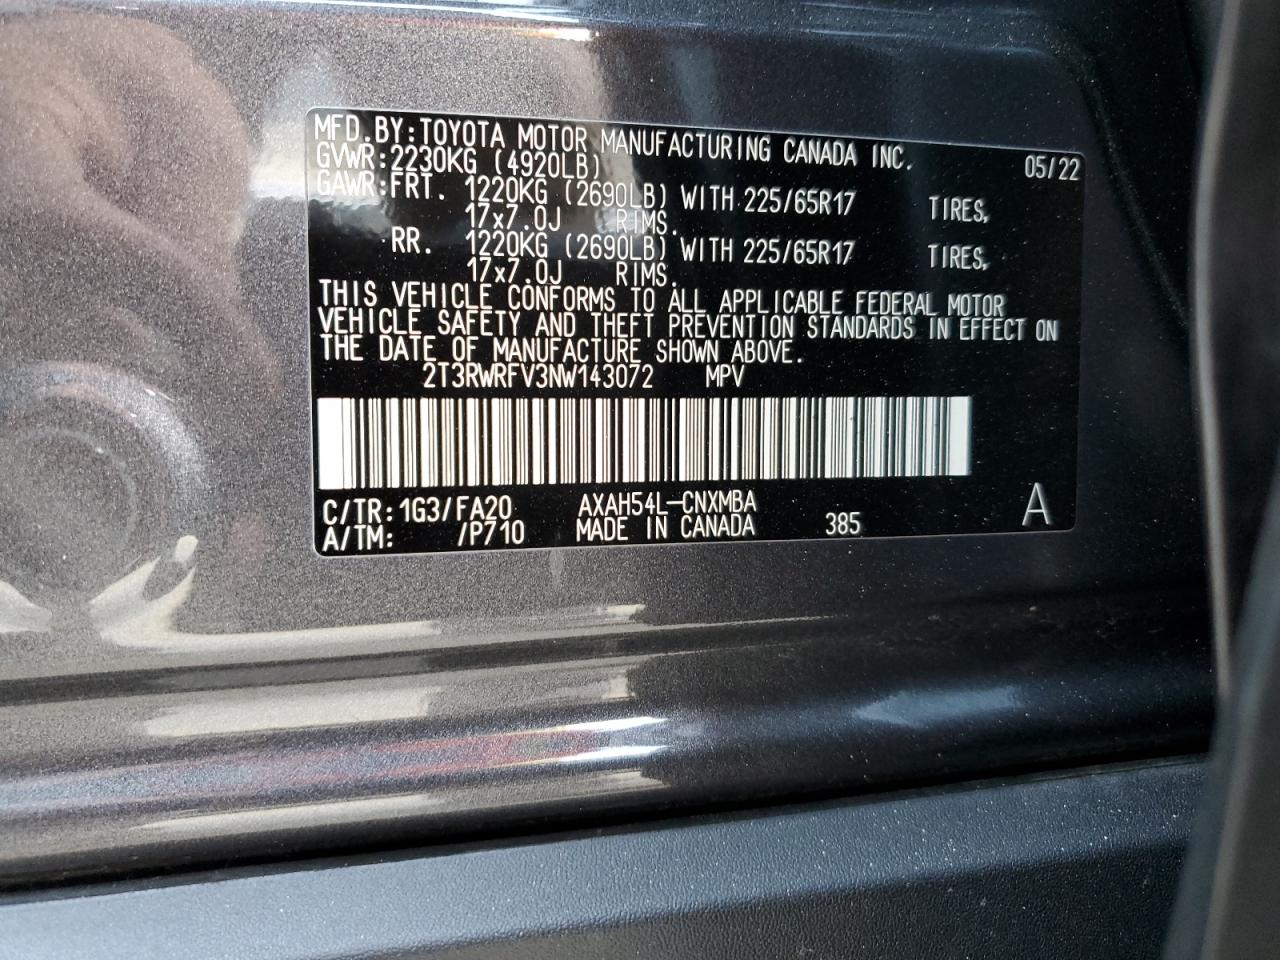 MFD.BY:TOYOTA MOTOR MANUFACTURING CANADA INC. 05/22
GVWR:2230KG (4920LB)
GAWR:FRT. 1220KG (2690LB) WITH 225/65R17 TIRES,
17x7.0J RIMS.
RR. 1220KG (2690LB) WITH 225/65R17 TIRES,
17x7.0J RIMS.
THIS VEHICLE CONFORMS TO ALL APPLICABLE FEDERAL MOTOR
VEHICLE SAFETY AND THEFT PREVENTION STANDARDS IN EFFECT ON
THE DATE OF MANUFACTURE SHOWN ABOVE.
2T3RWRFV3NW143072 MPV
C/TR:1G3/FA20 AXAH54L-CNXMBA
A/TM: /P710 MADE IN CANADA 385 A